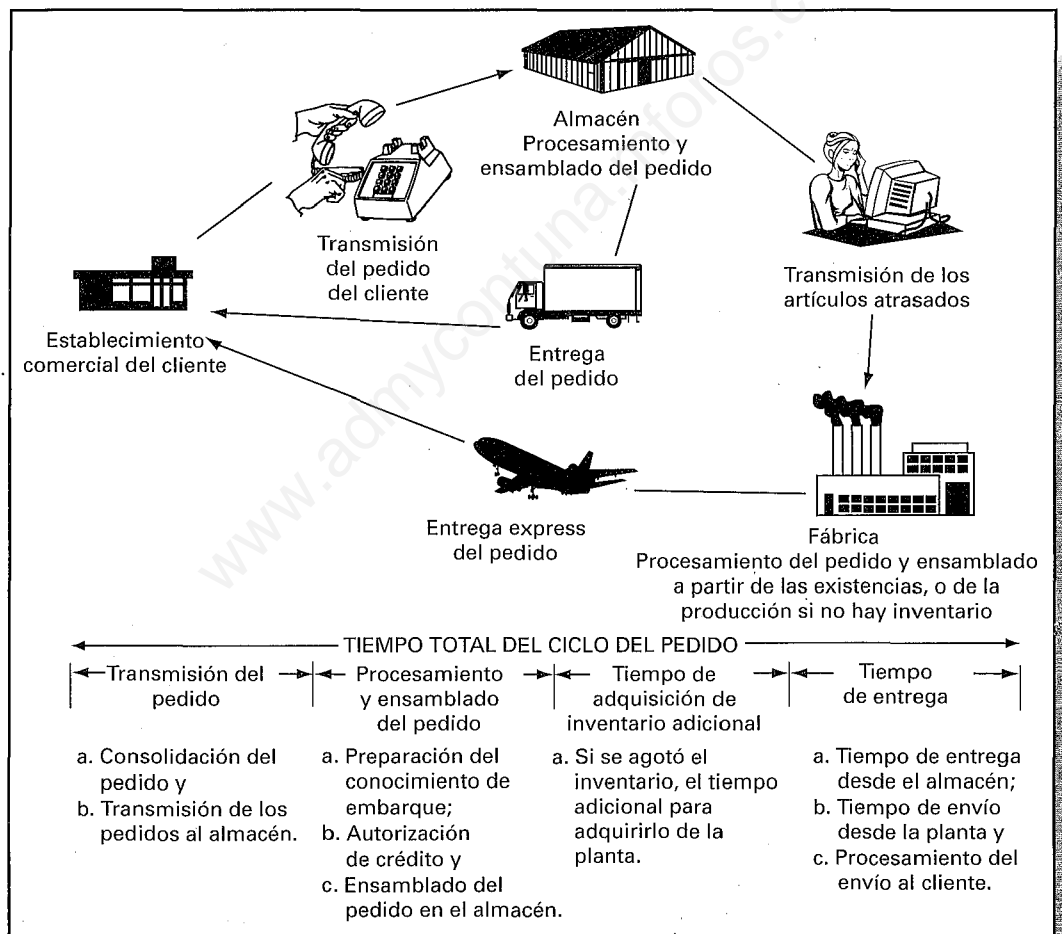 Almacén
Procesamiento y
ensamblado del pedido
Transmisión
del pedido
del cliente
Transmisión de los
artículos atrasados
Establecimiento
comercial del cliente
Entrega
del pedido
Entrega express
del pedido
Fábrica
Procesamiento del pedido y ensamblado
a partir de las existencias, o de la
producción si no hay inventario
TIEMPO TOTAL DEL CICLO DEL PEDIDO
Transmisión del
pedido
Procesamiento
y ensamblado
del pedido
Tiempo de
adquisición de
inventario adicional
Tiempo
de entrega
a. Consolidación del
pedido y
b. Transmisión de los
pedidos al almacén.
a. Preparación del
conocimiento de
embarque;
b. Autorización
de crédito y
c. Ensamblado del
pedido en el almacén.
a. Si se agotó el
inventario, el tiempo
adicional para
adquirirlo de la
planta.
a. Tiempo de entrega
desde el almacén;
b. Tiempo de envío
desde la planta y
c. Procesamiento del
envío al cliente.